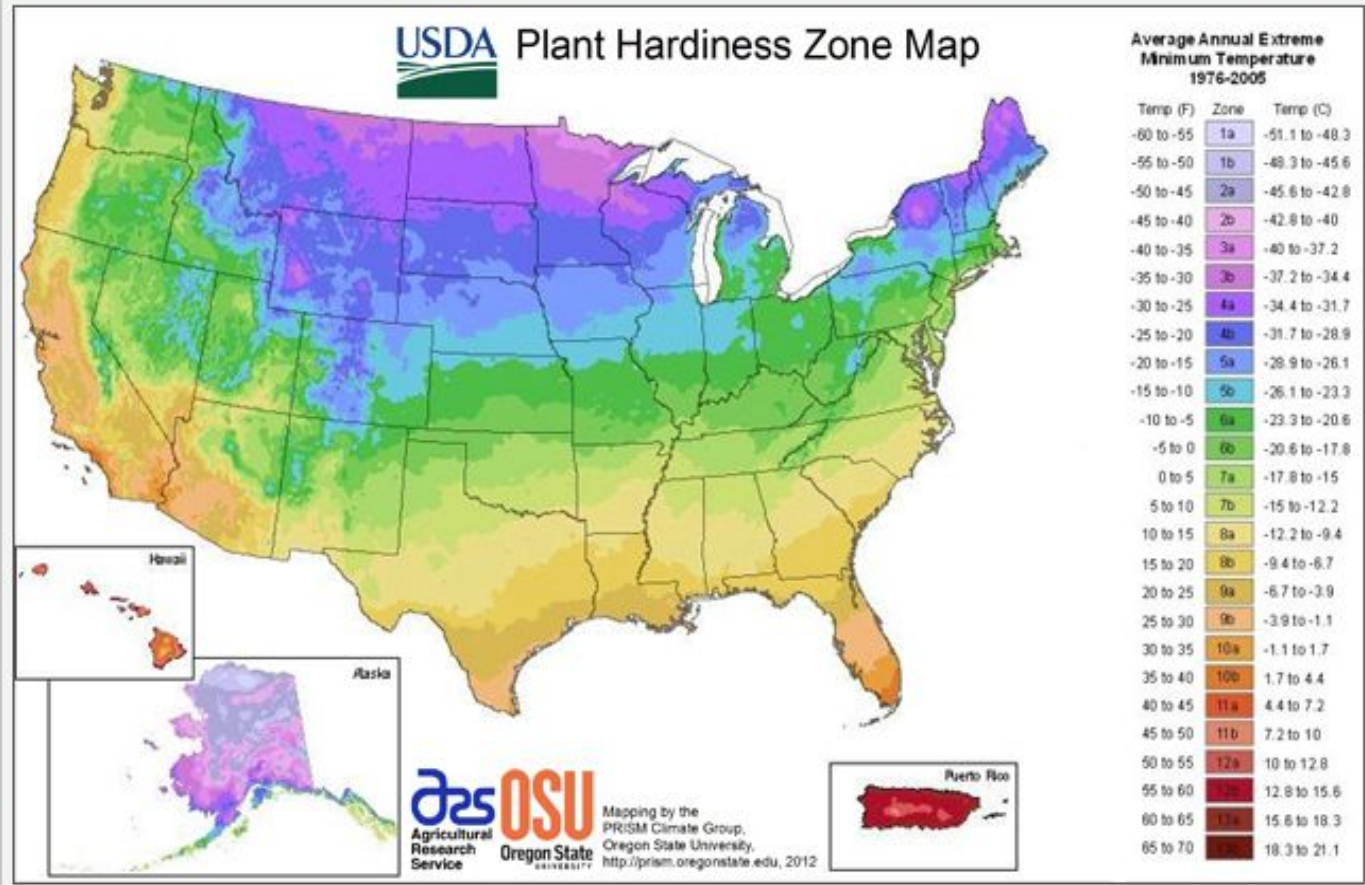 USDA Plant Hardiness Zone Map
Average Annual Extreme
Minimum Temperature
1976-2005
Temp (F) Zone Temp (C)
-60 to -55 1a -51.1 to -48.3
-55 to -50 1b -48.3 to -45.6
-50 to -45 2a -45.6 to -42.8
-45 to -40 2b -42.8 to -40
-40 to -35 3a -40 to -37.2
-35 to -30 3b -37.2 to -34.4
-30 to -25 4a -34.4 to -31.7
-25 to -20 4b -31.7 to -28.9
-20 to -15 5a -28.9 to -26.1
-15 to -10 5b -26.1 to -23.3
-10 to -5 6a -23.3 to -20.6
-5 to 0 6b -20.6 to -17.8
0 to 5 7a -17.8 to -15
5 to 10 7b -15 to -12.2
10 to 15 8a -12.2 to -9.4
15 to 20 8b -9.4 to -6.7
20 to 25 9a -6.7 to -3.9
25 to 30 9b -3.9 to -1.1
30 to 35 10a -1.1 to 1.7
35 to 40 10b 1.7 to 4.4
40 to 45 11a 4.4 to 7.2
45 to 50 11b 7.2 to 10
50 to 55 12a 10 to 12.8
55 to 60 12b 12.8 to 15.6
60 to 65 13a 15.6 to 18.3
65 to 70 13b 18.3 to 21.1
Hawaii
Alaska
ars
Agricultural
Research
Service
OSU
Oregon State
UNIVERSITY
Mapping by the
PRISM Climate Group,
Oregon State University,
http://prism.oregonstate.edu, 2012
Puerto Rico